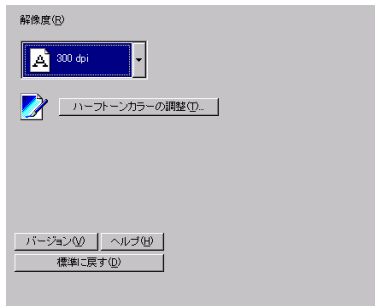 解像度(R)
300 dpi
ハーフトーンカラーの調整(T)...
バージョン(V) ヘルプ(H)
標準に戻す(D)